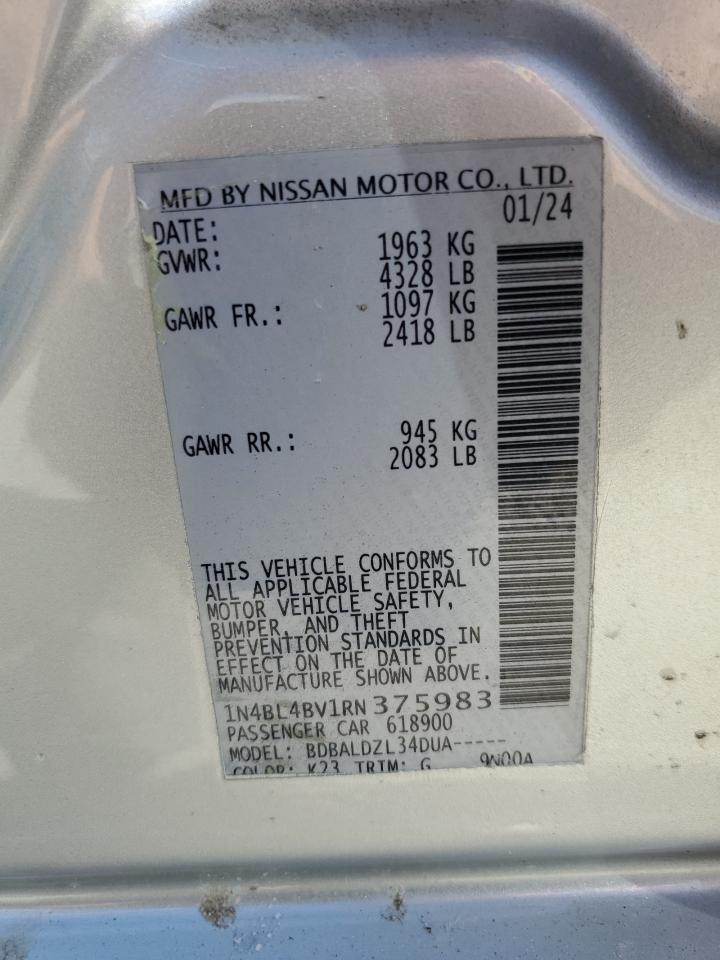 MFD BY NISSAN MOTOR CO., LTD.
DATE: 01/24
GVWR: 1963 KG
4328 LB
GAWR FR.: 1097 KG
2418 LB
GAWR RR.: 945 KG
2083 LB
THIS VEHICLE CONFORMS TO
ALL APPLICABLE FEDERAL
MOTOR VEHICLE SAFETY,
BUMPER, AND THEFT
PREVENTION STANDARDS IN
EFFECT ON THE DATE OF
MANUFACTURE SHOWN ABOVE.
1N4BL4BV1RN375983
PASSENGER CAR 618900
MODEL: BDBALDZL34DUA-----
COLOR: K23 TRIM: G 9N00A